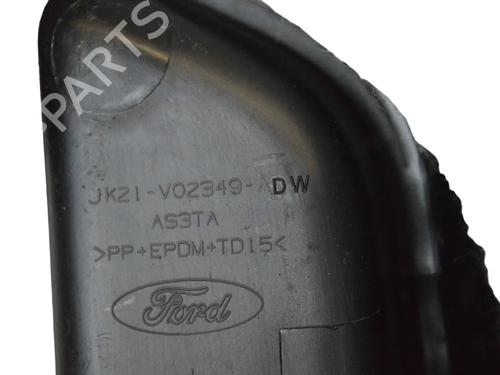 B-Parts
JK21-V02349-ADW
AS3TA
>PP+EPDM+TD15<
Ford